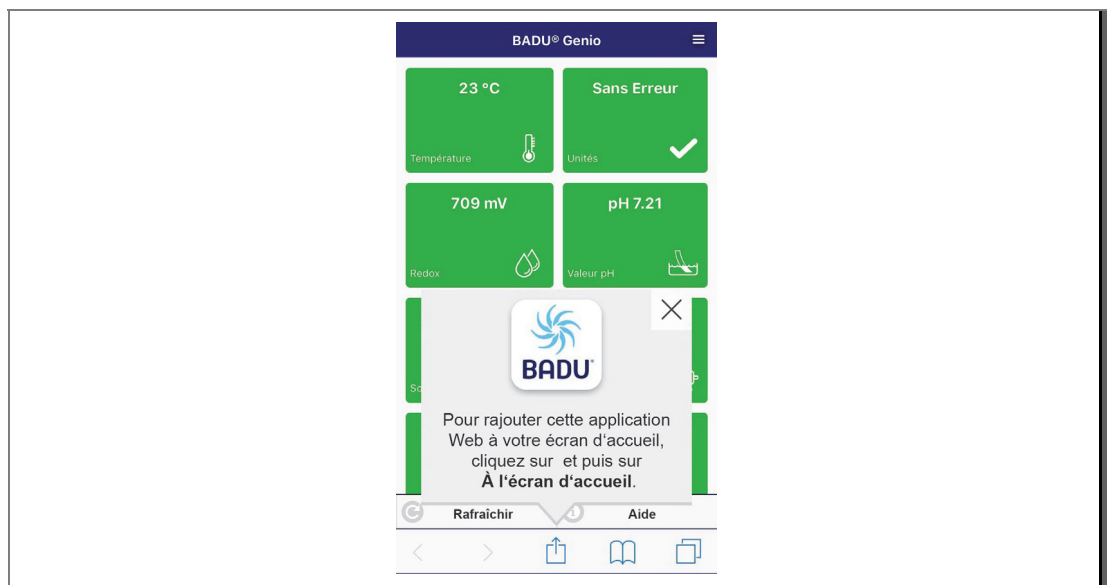 BADU® Genio
23 °C
Sans Erreur
Température
Unités
709 mV
pH 7.21
Redox
Valeur pH
BADU®
Pour rajouter cette application
Web à votre écran d‘accueil,
cliquez sur et puis sur
À l‘écran d‘accueil.
Rafraîchir
Aide